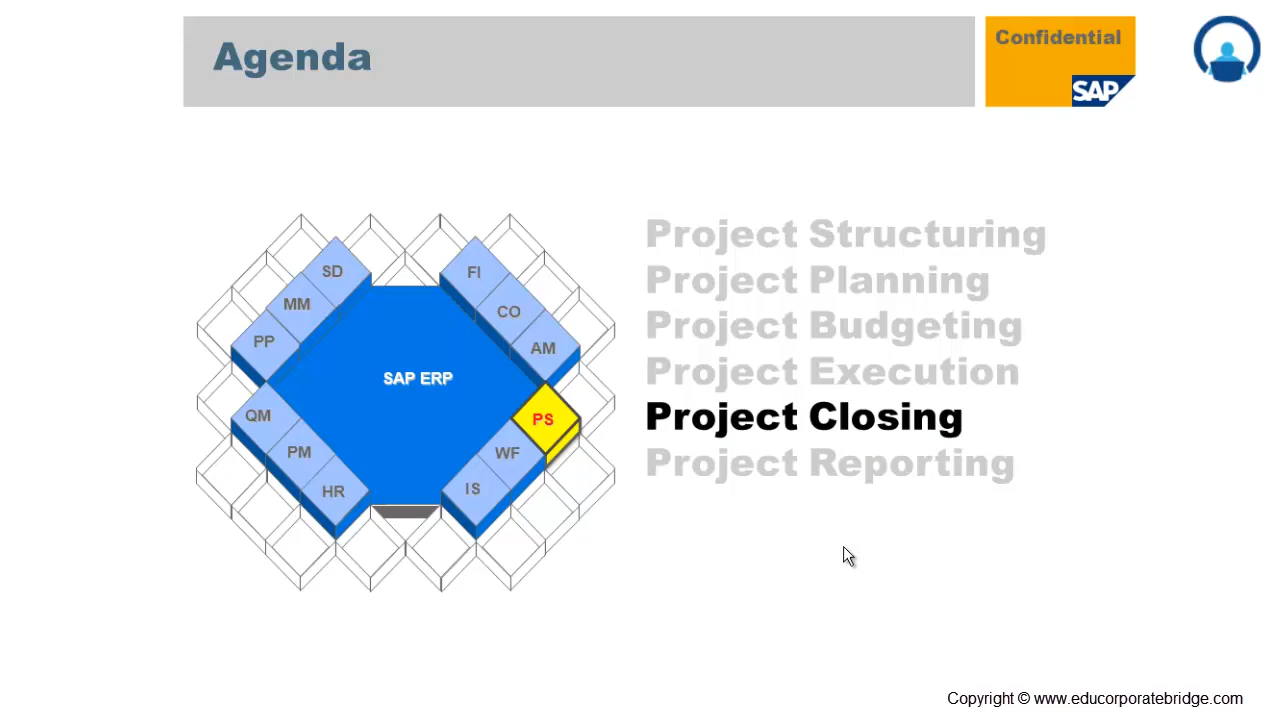 Agenda
Confidential
SAP
SD
FI
MM
CO
PP
AM
SAP ERP
QM
PS
PM
WF
HR
IS
Project Structuring
Project Planning
Project Budgeting
Project Execution
Project Closing
Project Reporting
Copyright © www.educorporatebridge.com